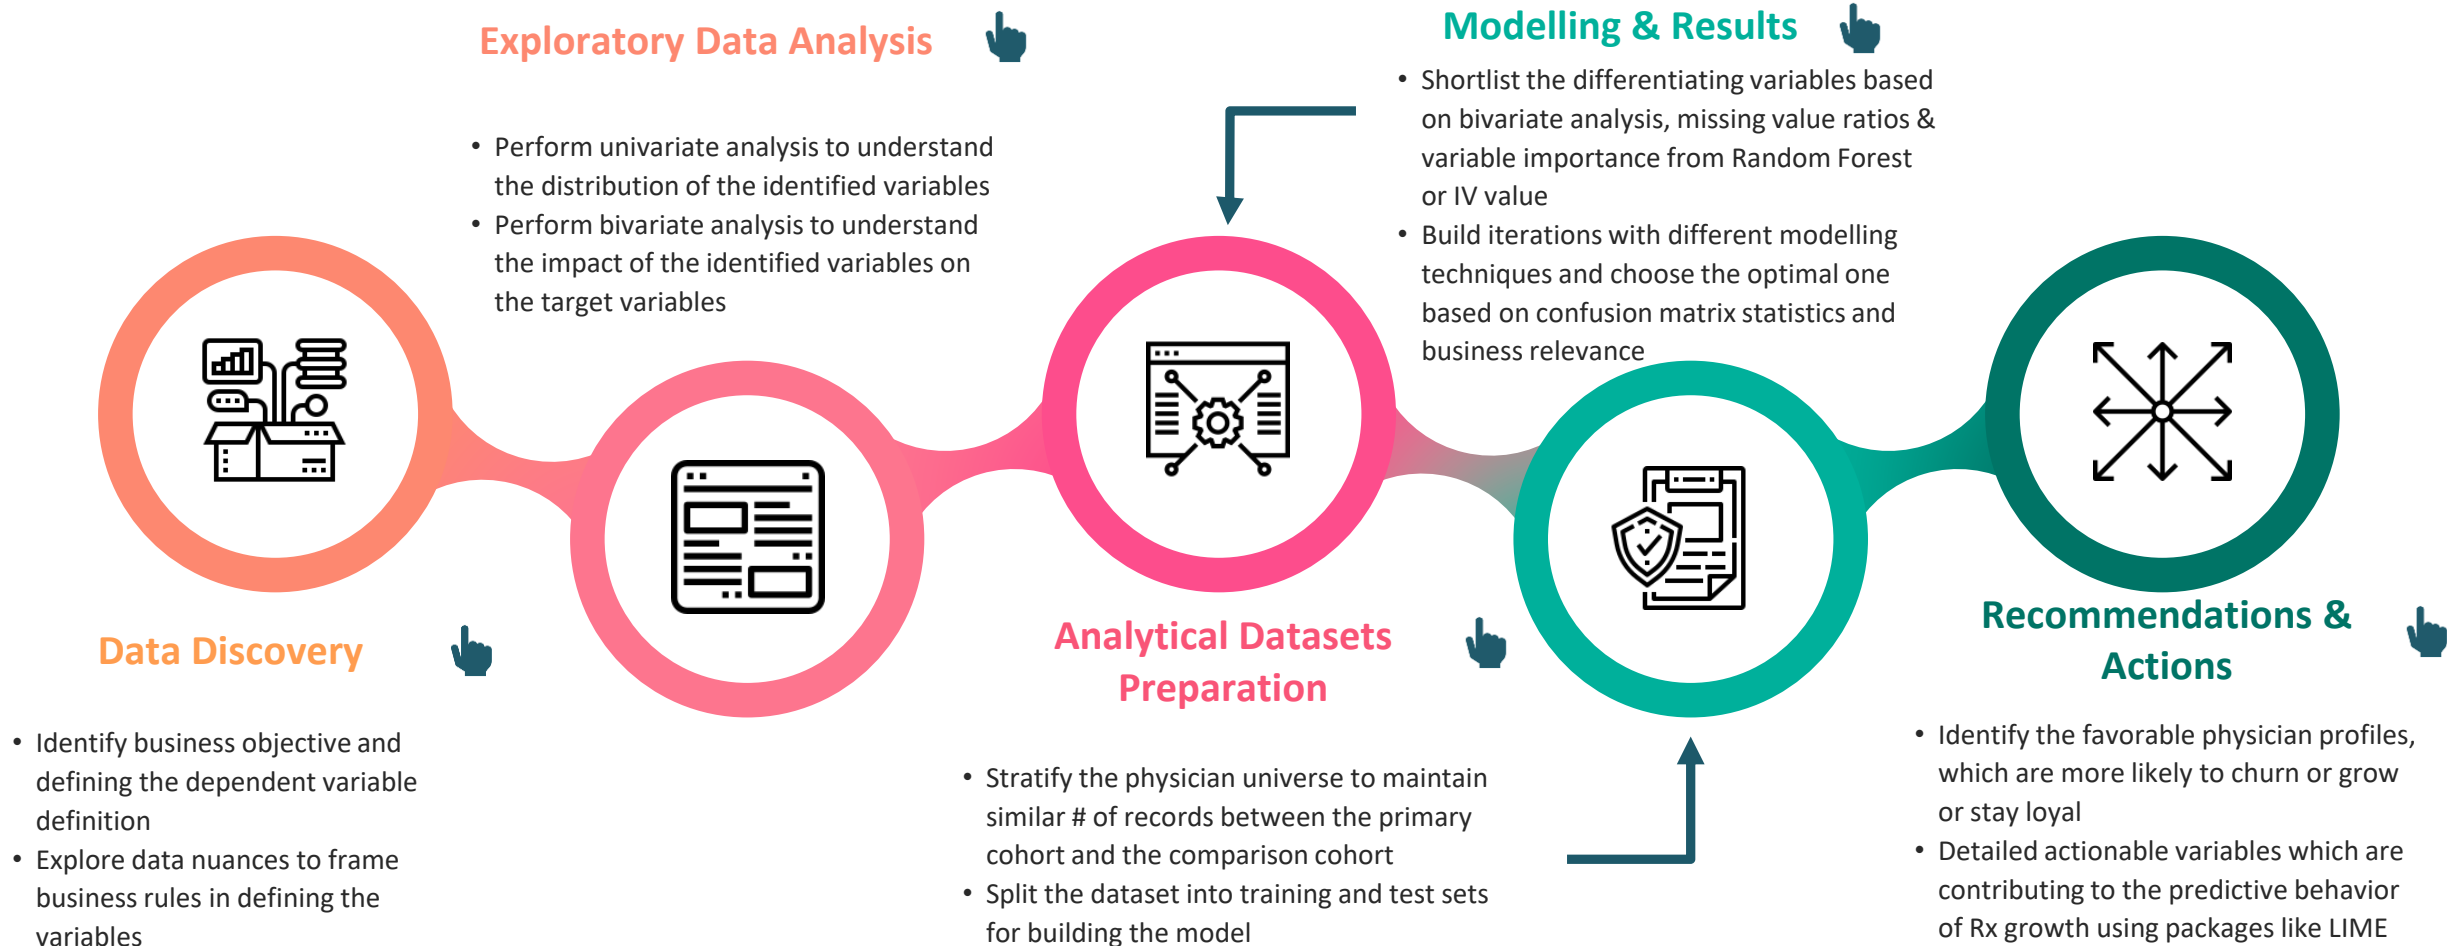 Exploratory Data Analysis
• Perform univariate analysis to understand
the distribution of the identified variables
• Perform bivariate analysis to understand
the impact of the identified variables on
the target variables
Modelling & Results
• Shortlist the differentiating variables based
on bivariate analysis, missing value ratios &
variable importance from Random Forest
or IV value
• Build iterations with different modelling
techniques and choose the optimal one
based on confusion matrix statistics and
business relevance
Data Discovery
• Identify business objective and
defining the dependent variable
definition
• Explore data nuances to frame
business rules in defining the
variables
Analytical Datasets
Preparation
• Stratify the physician universe to maintain
similar # of records between the primary
cohort and the comparison cohort
• Split the dataset into training and test sets
for building the model
Recommendations &
Actions
• Identify the favorable physician profiles,
which are more likely to churn or grow
or stay loyal
• Detailed actionable variables which are
contributing to the predictive behavior
of Rx growth using packages like LIME